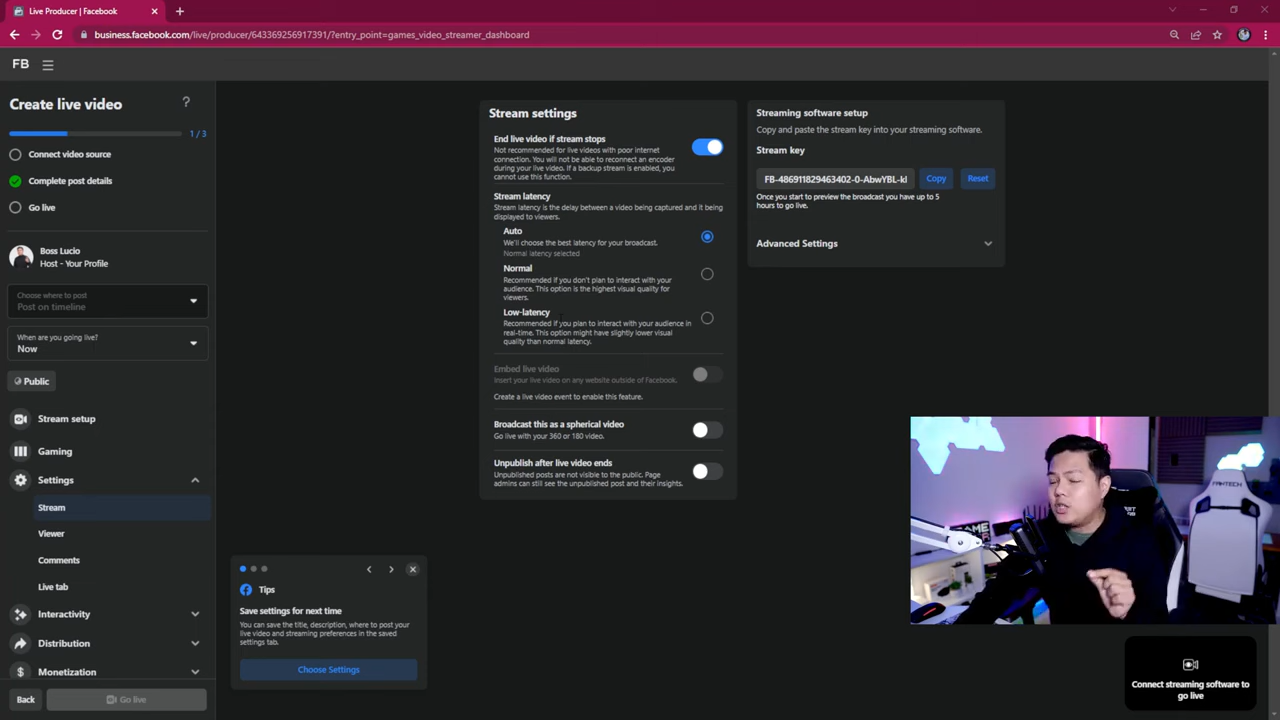 Live Producer | Facebook
business.facebook.com/live/producer/643369256917391/?entry_point=games_video_streamer_dashboard
FB
Create live video
?
1 / 3
Connect video source
Complete post details
Go live
Boss Lucio
Host - Your Profile
Choose where to post
Post on timeline
When are you going live?
Now
Public
Stream setup
Gaming
Settings
Stream
Viewer
Comments
Live tab
Interactivity
Distribution
Monetization
Back
Go live
Tips
Save settings for next time
You can save the title, description, where to post your
live video and streaming preferences in the saved
settings tab.
Choose Settings
Stream settings
End live video if stream stops
Not recommended for live videos with poor internet
connection. You will not be able to reconnect an encoder
during your live video. If a backup stream is enabled, you
cannot use this function.
Stream latency
Stream latency is the delay between a video being captured and it being
displayed to viewers.
Auto
We'll choose the best latency for your broadcast.
Normal latency selected
Normal
Recommended if you don't plan to interact with your
audience. This option is the highest visual quality for
viewers.
Low-latency
Recommended if you plan to interact with your audience in
real-time. This option might have slightly lower visual
quality than normal latency.
Embed live video
Insert your live video on any website outside of Facebook.
Create a live video event to enable this feature.
Broadcast this as a spherical video
Go live with your 360 or 180 video.
Unpublish after live video ends
Unpublished posts are not visible to the public. Page
admins can still see the unpublished post and their insights.
Streaming software setup
Copy and paste the stream key into your streaming software.
Stream key
FB-486911829463402-0-AbwYBL-kl
Copy
Reset
Once you start to preview the broadcast you have up to 5
hours to go live.
Advanced Settings
FANTECH
Connect streaming software to
go live